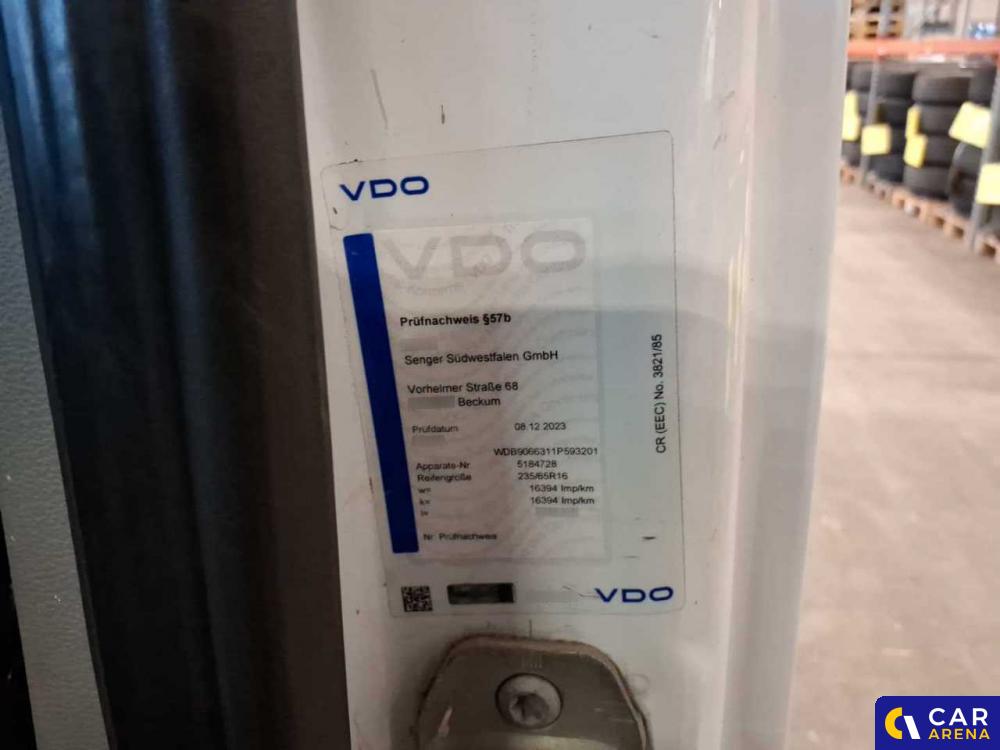 VDO
VDO
Prüfnachweis §57b
Senger Südwestfalen GmbH
Vorhelmer Straße 68
Beckum
Prüfdatum 08.12.2023
WDB9066311P593201
Apparate-Nr 5184728
Reifengröße 235/65R16
w= 16394 Imp/km
k= 16394 Imp/km
Nr. Prüfnachweis
CR (EEC) No. 3821/85
VDO
CAR
ARENA